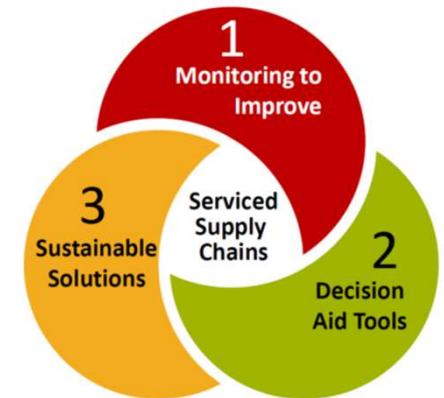 1
Monitoring to
Improve
Serviced
Supply
Chains
2
Decision
Aid Tools
3
Sustainable
Solutions